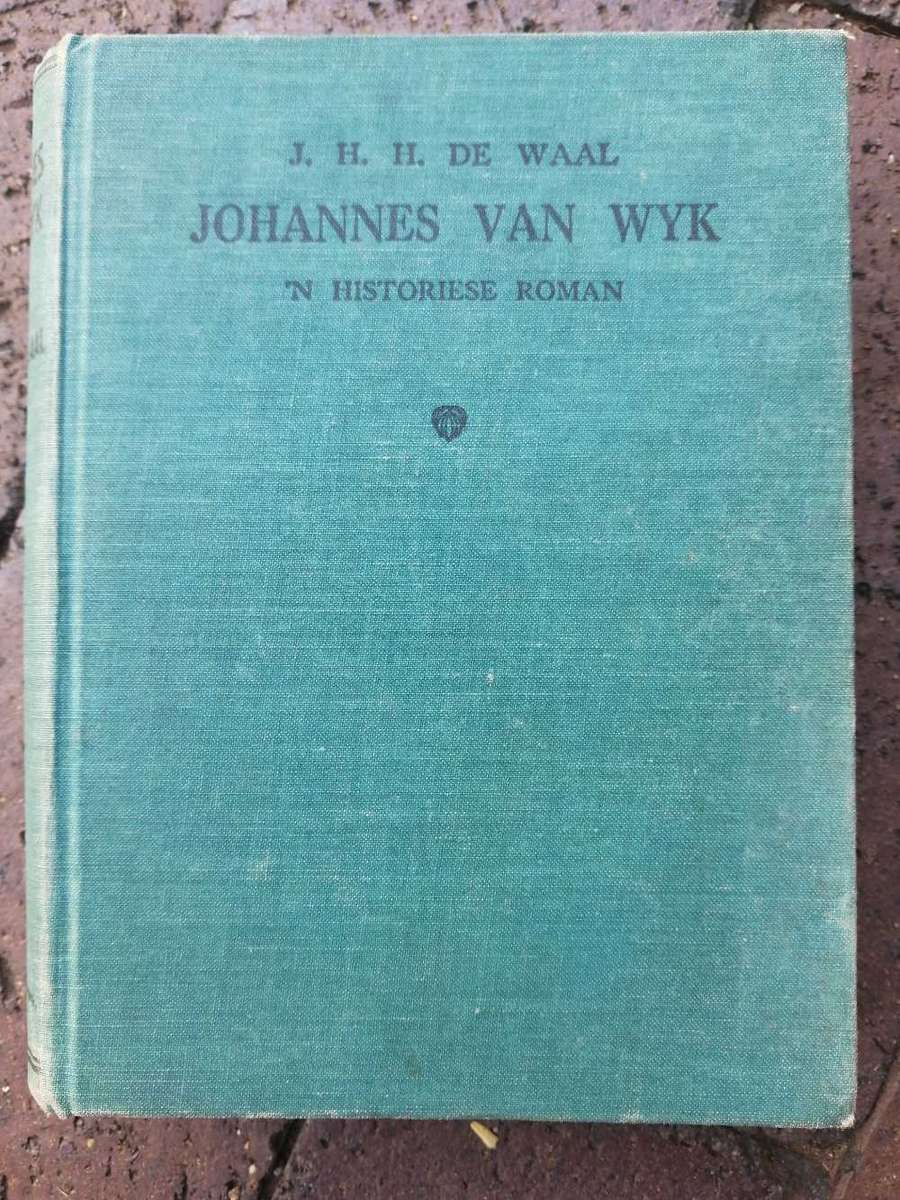 J. H. H. DE WAAL
JOHANNES VAN WYK
'N HISTORIESE ROMAN